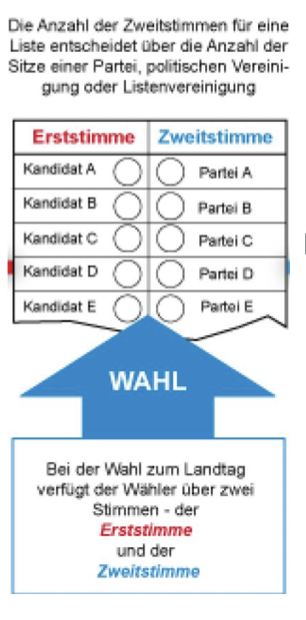 Die Anzahl der Zweitstimmen für eine
Liste entscheidet über die Anzahl der
Sitze einer Partei, politischen Vereini-
gung oder Listenvereinigung
Erststimme Zweitstimme
Kandidat A Partei A
Kandidat B Partei B
Kandidat C Partei C
Kandidat D Partei D
Kandidat E Partei E
WAHL
Bei der Wahl zum Landtag
verfügt der Wähler über zwei
Stimmen - der
Erststimme
und der
Zweitstimme